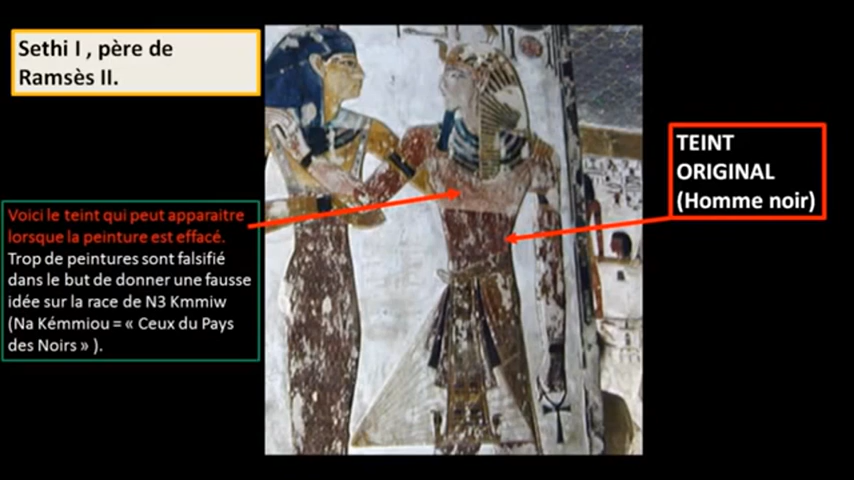 Sethi I , père de
Ramsès II.
TEINT
ORIGINAL
(Homme noir)
Voici le teint qui peut apparaitre
lorsque la peinture est effacé.
Trop de peintures sont falsifié
dans le but de donner une fausse
idée sur la race de N3 Kmmiw
(Na Kémmiou = « Ceux du Pays
des Noirs » ).